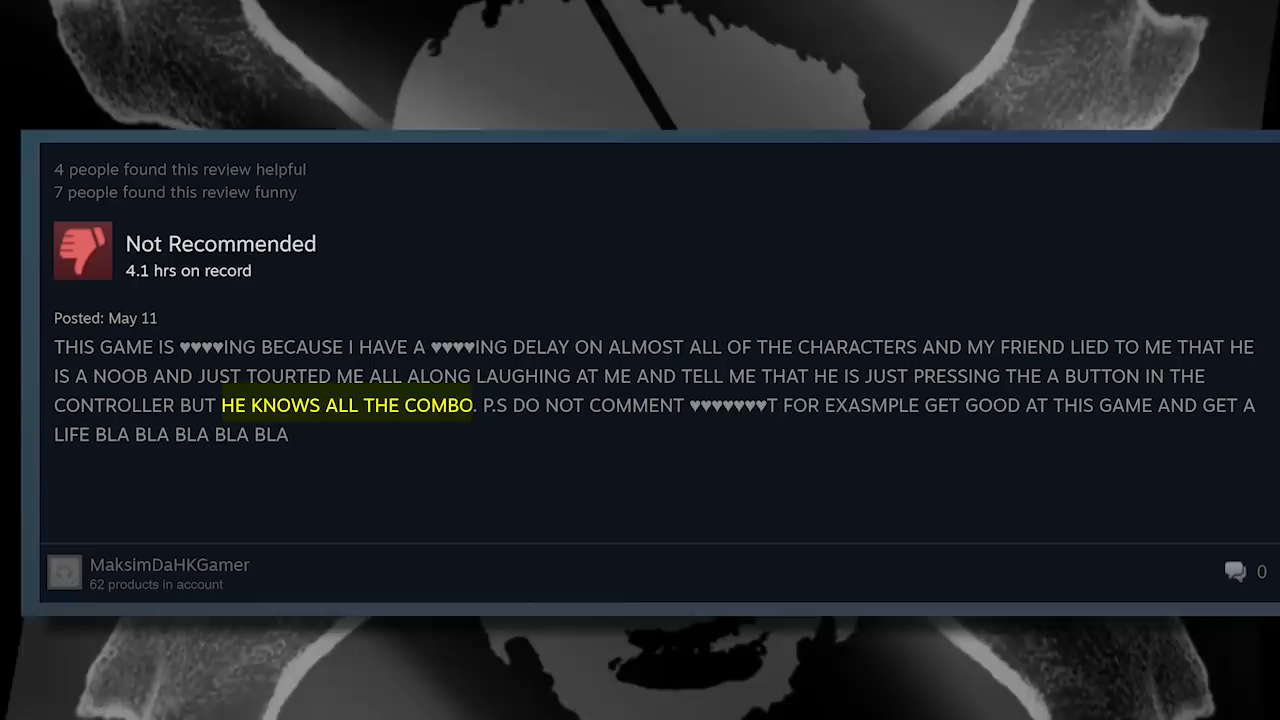 4 people found this review helpful
7 people found this review funny
Not Recommended
4.1 hrs on record
Posted: May 11
THIS GAME IS ♥♥♥♥ING BECAUSE I HAVE A ♥♥♥♥ING DELAY ON ALMOST ALL OF THE CHARACTERS AND MY FRIEND LIED TO ME THAT HE
IS A NOOB AND JUST TOURTED ME ALL ALONG LAUGHING AT ME AND TELL ME THAT HE IS JUST PRESSING THE A BUTTON IN THE
CONTROLLER BUT HE KNOWS ALL THE COMBO. P.S DO NOT COMMENT ♥♥♥♥♥♥♥T FOR EXASMPLE GET GOOD AT THIS GAME AND GET A
LIFE BLA BLA BLA BLA BLA
MaksimDaHKGamer
62 products in account
0